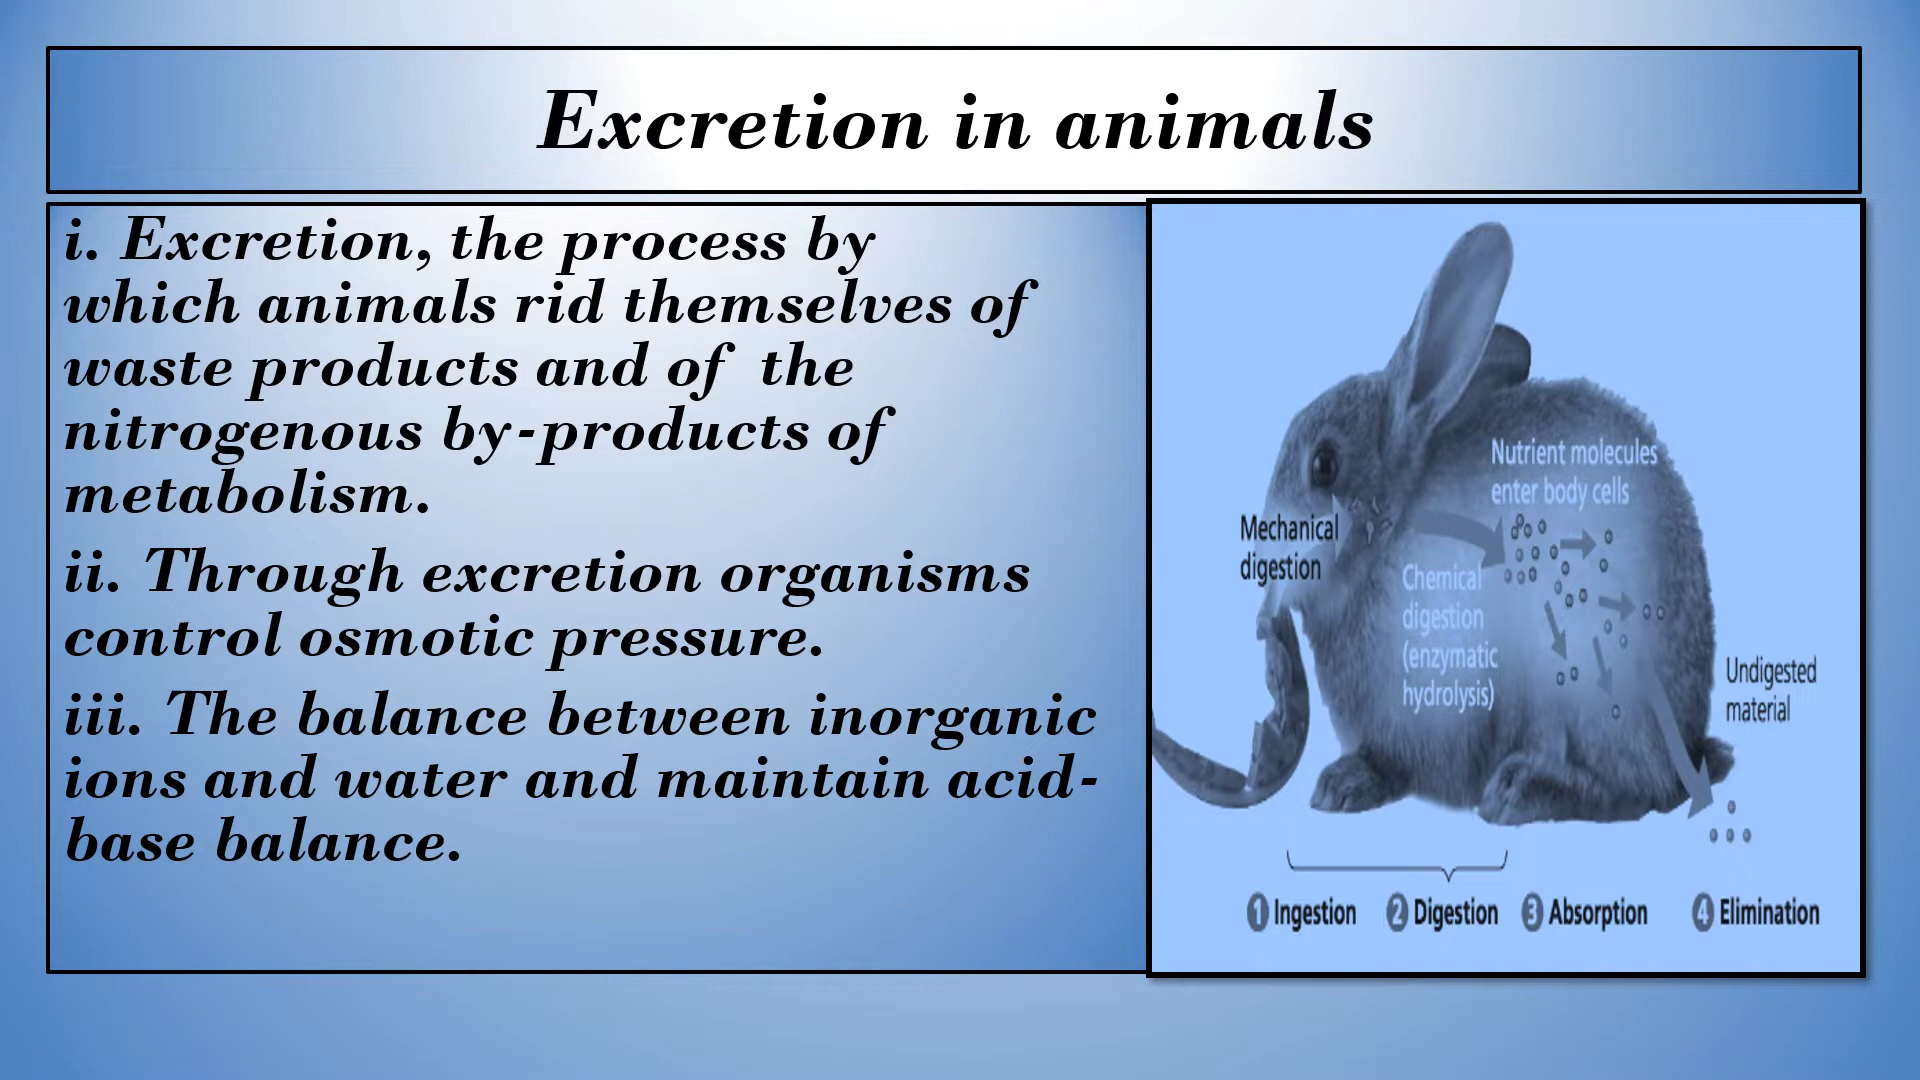 Excretion in animals
i. Excretion, the process by
which animals rid themselves of
waste products and of the
nitrogenous by-products of
metabolism.
ii. Through excretion organisms
control osmotic pressure.
iii. The balance between inorganic
ions and water and maintain acid-
base balance.
Nutrient molecules
enter body cells
Mechanical
digestion
Chemical
digestion
(enzymatic
hydrolysis)
Undigested
material
1 Ingestion 2 Digestion 3 Absorption 4 Elimination